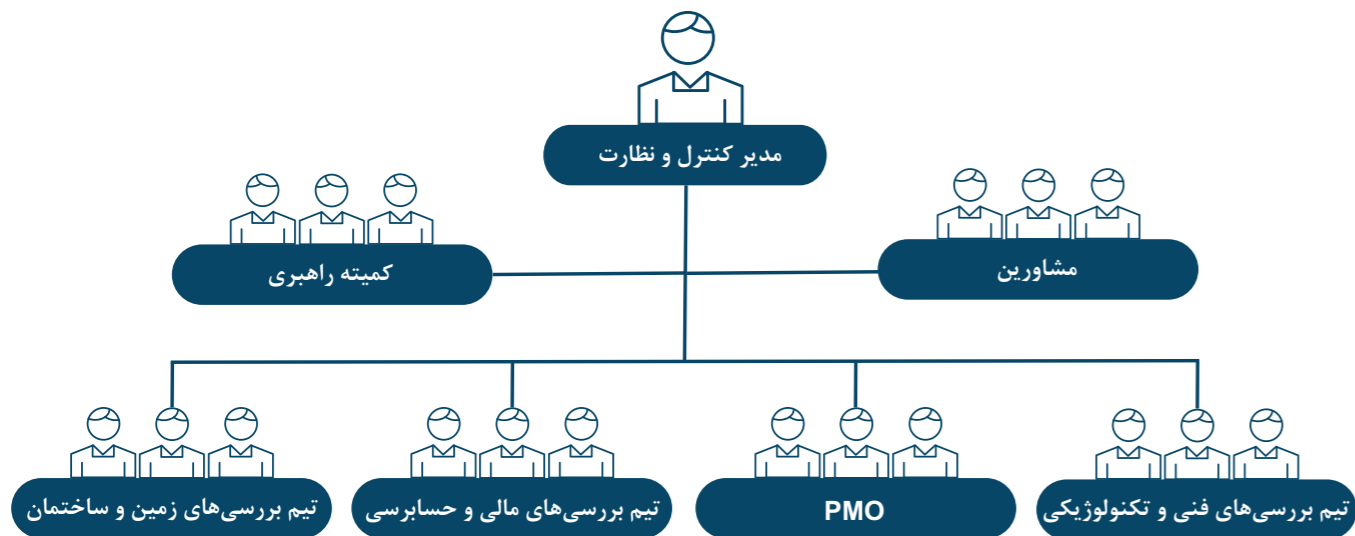 مدیر کنترل و نظارت
مشاورین
کمیته راهبری
تیم بررسی‌های فنی و تکنولوژیکی
PMO
تیم بررسی‌های مالی و حسابرسی
تیم بررسی‌های زمین و ساختمان